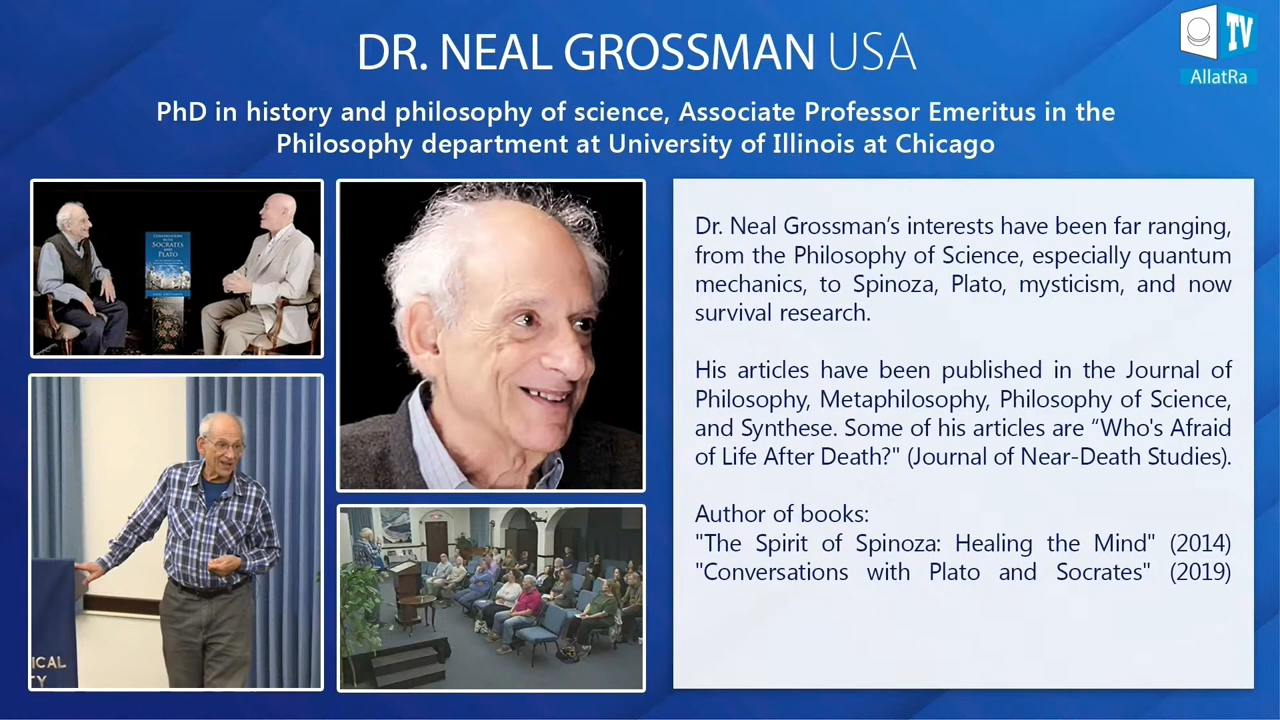 DR. NEAL GROSSMAN USA
TV
AllatRa
PhD in history and philosophy of science, Associate Professor Emeritus in the
Philosophy department at University of Illinois at Chicago
CONVERSATIONS
WITH
SOCRATES
AND
PLATO
ICAL
TY
Dr. Neal Grossman’s interests have been far ranging,
from the Philosophy of Science, especially quantum
mechanics, to Spinoza, Plato, mysticism, and now
survival research.
His articles have been published in the Journal of
Philosophy, Metaphilosophy, Philosophy of Science,
and Synthese. Some of his articles are “Who's Afraid
of Life After Death?" (Journal of Near-Death Studies).
Author of books:
"The Spirit of Spinoza: Healing the Mind" (2014)
"Conversations with Plato and Socrates" (2019)